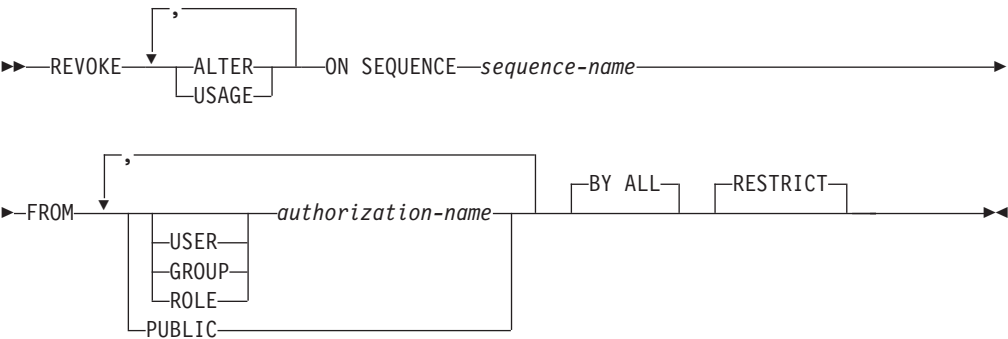 ,
REVOKE ALTER ON SEQUENCE sequence-name
USAGE
,
BY ALL RESTRICT
FROM authorization-name
USER
GROUP
ROLE
PUBLIC